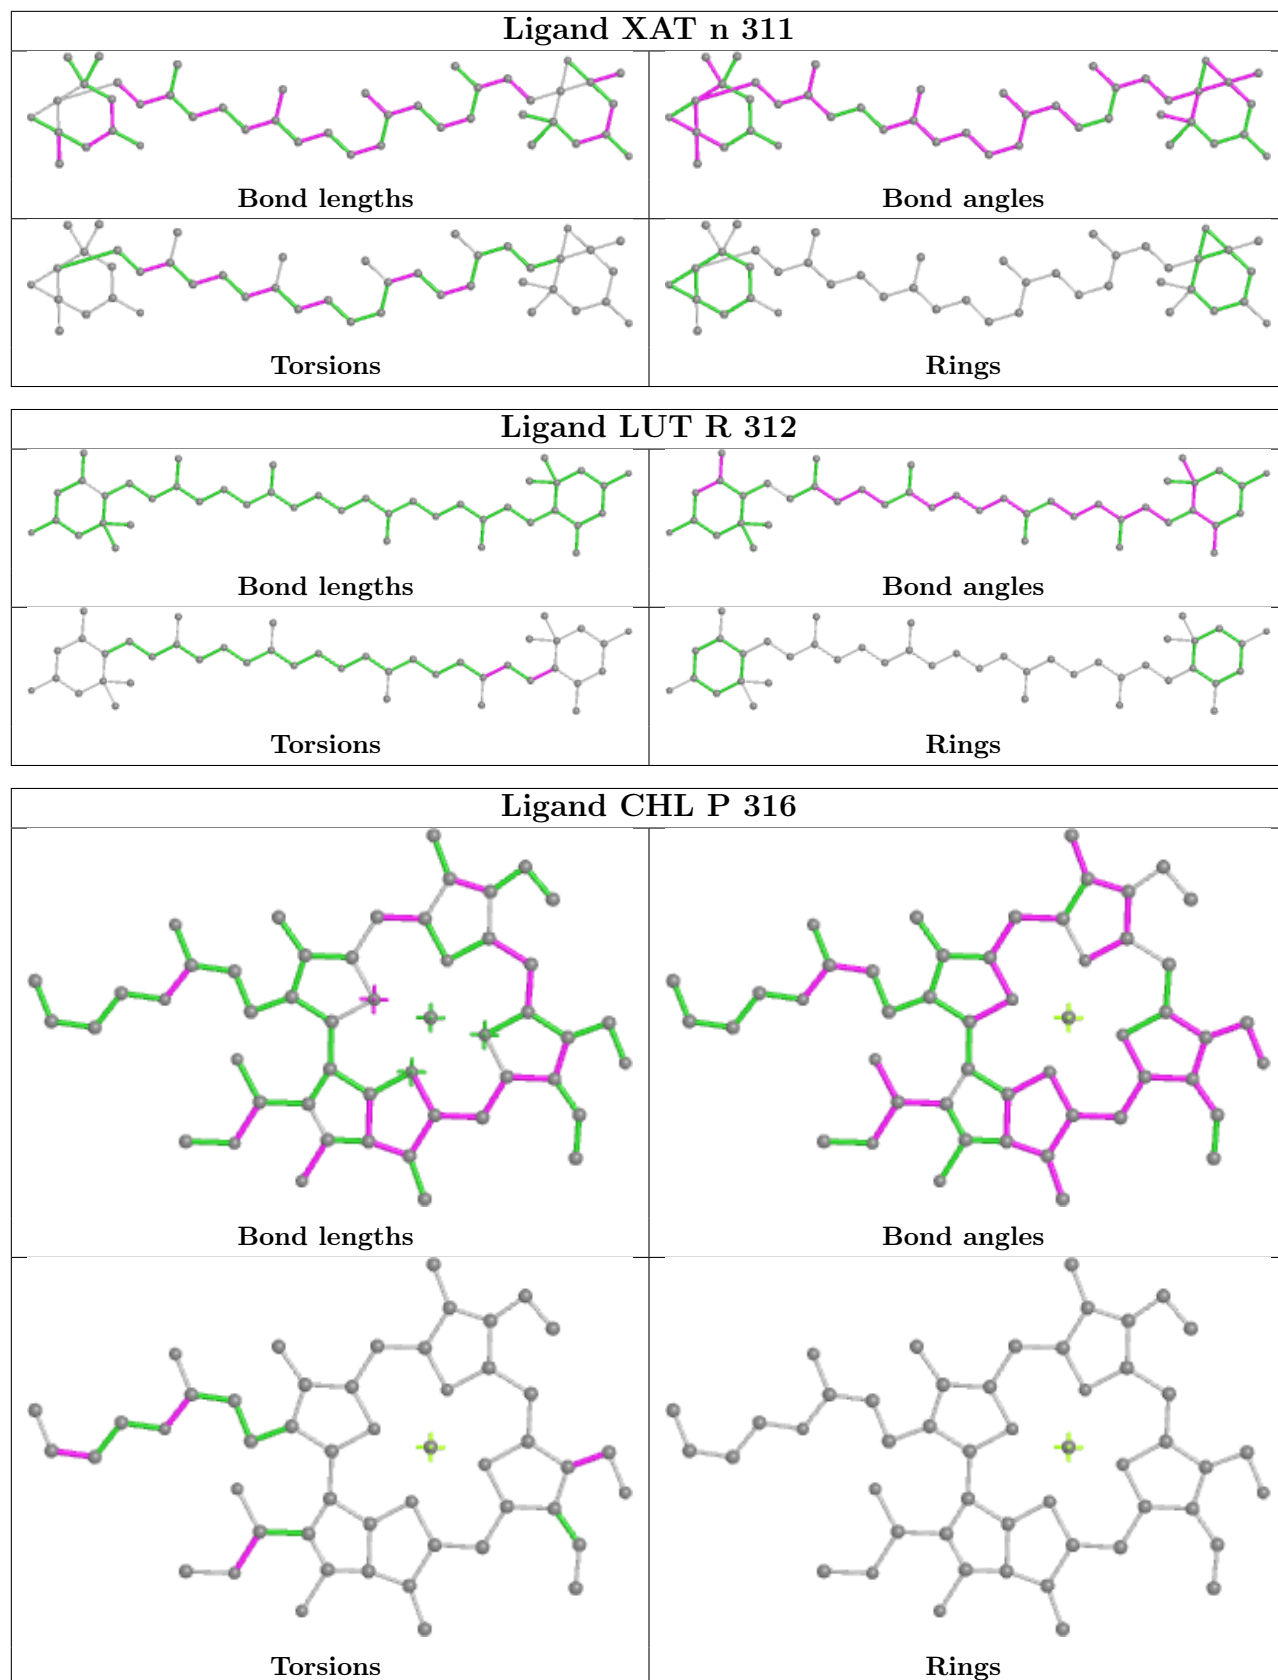 Ligand XAT n 311
Bond lengths
Bond angles
Torsions
Rings
Ligand LUT R 312
Bond lengths
Bond angles
Torsions
Rings
Ligand CHL P 316
Bond lengths
Bond angles
Torsions
Rings